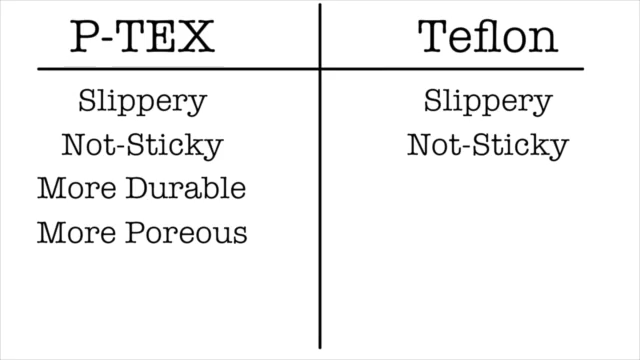 P-TEX Teflon
Slippery Slippery
Not-Sticky Not-Sticky
More Durable
More Poreous